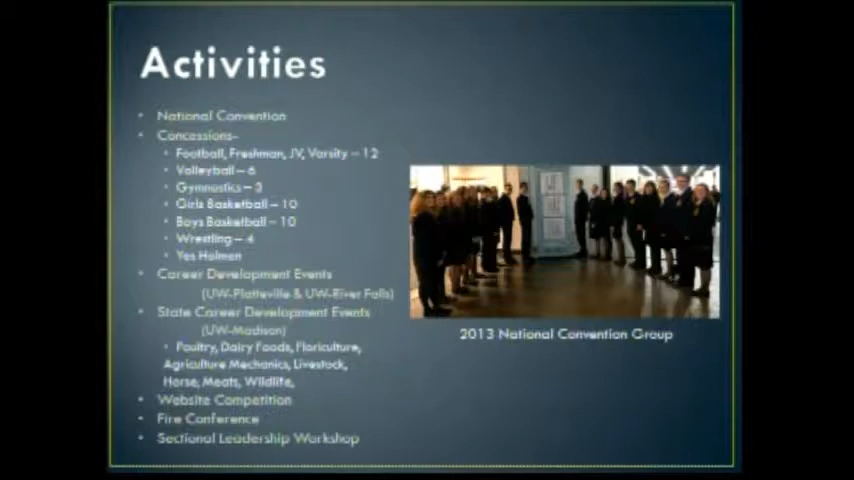 Activities
• National Convention
• Concessions-
• Football, Freshman, JV, Varsity – 12
• Volleyball – 6
• Gymnastics – 3
• Girls Basketball – 10
• Boys Basketball – 10
• Wrestling – 4
• Yes Holmen
• Career Development Events
(UW-Platteville & UW-River Falls)
• State Career Development Events
(UW-Madison)
• Poultry, Dairy Foods, Floriculture,
Agriculture Mechanics, Livestock,
Horse, Meats, Wildlife,
• Website Competition
• Fire Conference
• Sectional Leadership Workshop
2013 National Convention Group